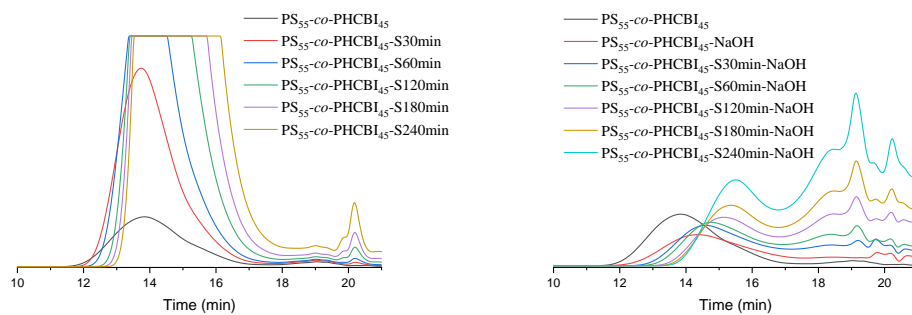 PS₅₅-co-PHCBI₄₅
PS₅₅-co-PHCBI₄₅-S30min
PS₅₅-co-PHCBI₄₅-S60min
PS₅₅-co-PHCBI₄₅-S120min
PS₅₅-co-PHCBI₄₅-S180min
PS₅₅-co-PHCBI₄₅-S240min
10 12 14 16 18 20
Time (min)
PS₅₅-co-PHCBI₄₅
PS₅₅-co-PHCBI₄₅-NaOH
PS₅₅-co-PHCBI₄₅-S30min-NaOH
PS₅₅-co-PHCBI₄₅-S60min-NaOH
PS₅₅-co-PHCBI₄₅-S120min-NaOH
PS₅₅-co-PHCBI₄₅-S180min-NaOH
PS₅₅-co-PHCBI₄₅-S240min-NaOH
10 12 14 16 18 20
Time (min)